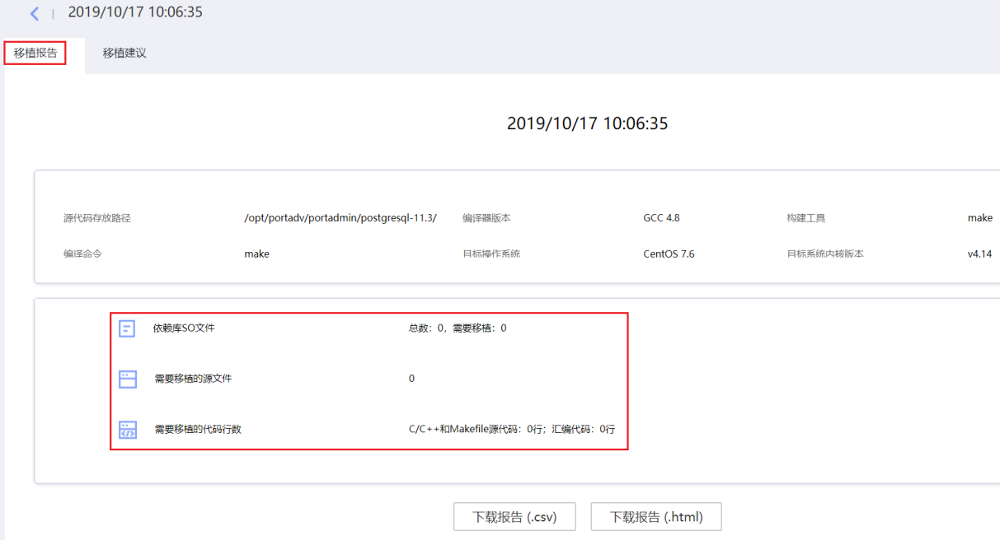 2019/10/17 10:06:35
移植报告 移植建议
2019/10/17 10:06:35
源代码存放路径 /opt/portadv/portadmin/postgresql-11.3/ 编译器版本 GCC 4.8 构建工具 make
编译命令 make 目标操作系统 CentOS 7.6 目标系统内核版本 v4.14
依赖库SO文件 总数：0，需要移植：0
需要移植的源文件 0
需要移植的代码行数 C/C++和Makefile源代码：0行；汇编代码：0行
下载报告 (.csv) 下载报告 (.html)